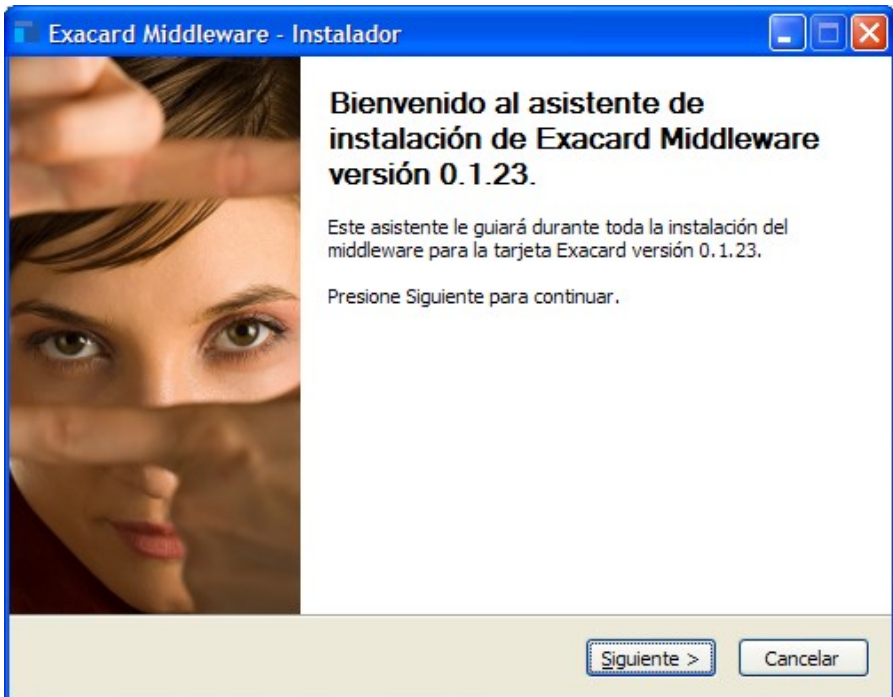 Exacard Middleware - Instalador
Bienvenido al asistente de
instalación de Exacard Middleware
versión 0.1.23.
Este asistente le guiará durante toda la instalación del
middleware para la tarjeta Exacard versión 0.1.23.
Presione Siguiente para continuar.
Siguiente >
Cancelar